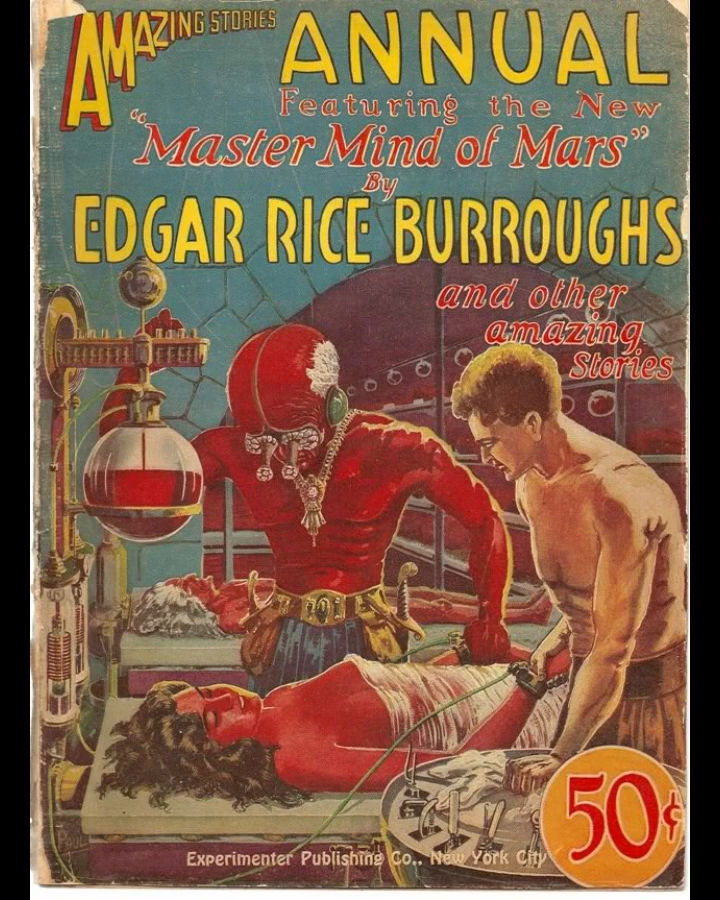 AMAZING STORIES
ANNUAL
Featuring the New
"Master Mind of Mars"
By
EDGAR RICE BURROUGHS
and other
amazing
Stories
PAUL
50¢
Experimenter Publishing Co., New York City